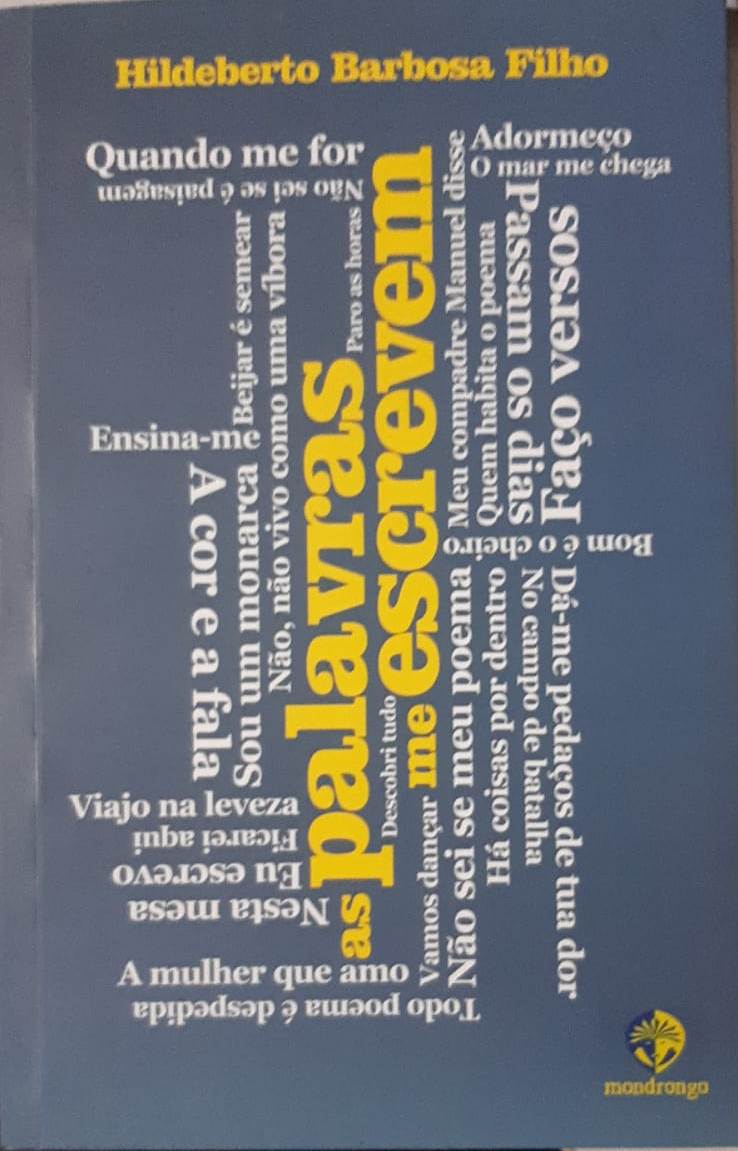 Hildeberto Barbosa Filho
Quando me for
Não sei se é paisagem
Adormeço
O mar me chega
Beijar é semear
Não, não vivo como uma víbora
Paro as horas
Meu compadre Manuel disse
Quem habita o poema
Passam os dias
Faço versos
Ensina-me
A cor e a fala
Sou um monarca
as palavras
me escrevem
Descobri tudo
Bom é o cheiro
Viajo na leveza
Ficarei aqui
Eu escrevo
Nesta mesa
Vamos dançar
Não sei se meu poema
Há coisas por dentro
No campo de batalha
Dá-me pedaços de tua dor
A mulher que amo
Todo poema é despedida
mondrongo